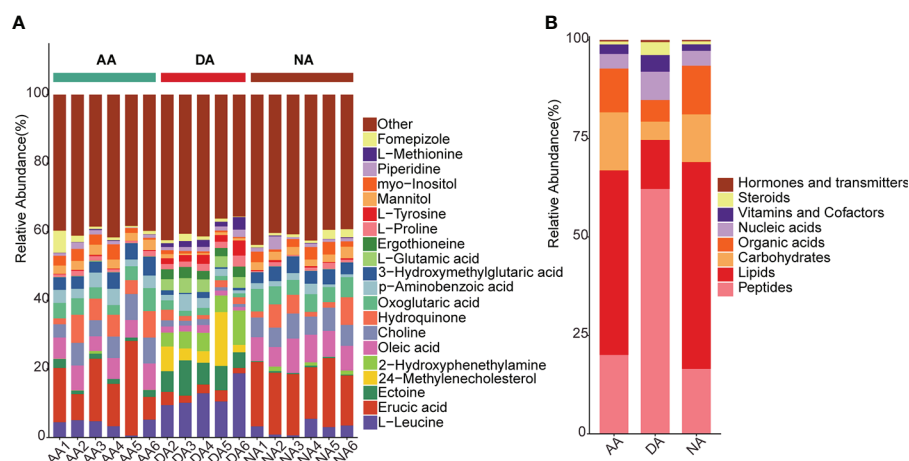 A
AA
DA
NA
Relative Abundance(%)
100
80
60
40
20
0
AA1
AA2
AA3
AA4
AA5
AA6
DA2
DA3
DA4
DA5
DA6
NA1
NA2
NA3
NA4
NA5
NA6
Other
Fomepizole
L−Methionine
Piperidine
myo−Inositol
Mannitol
L−Tyrosine
L−Proline
Ergothioneine
L−Glutamic acid
3−Hydroxymethylglutaric acid
p−Aminobenzoic acid
Oxoglutaric acid
Hydroquinone
Choline
Oleic acid
2−Hydroxyphenethylamine
24−Methylenecholesterol
Ectoine
Erucic acid
L−Leucine
B
Relative Abundance(%)
100
75
50
25
0
AA
DA
NA
Hormones and transmitters
Steroids
Vitamins and Cofactors
Nucleic acids
Organic acids
Carbohydrates
Lipids
Peptides